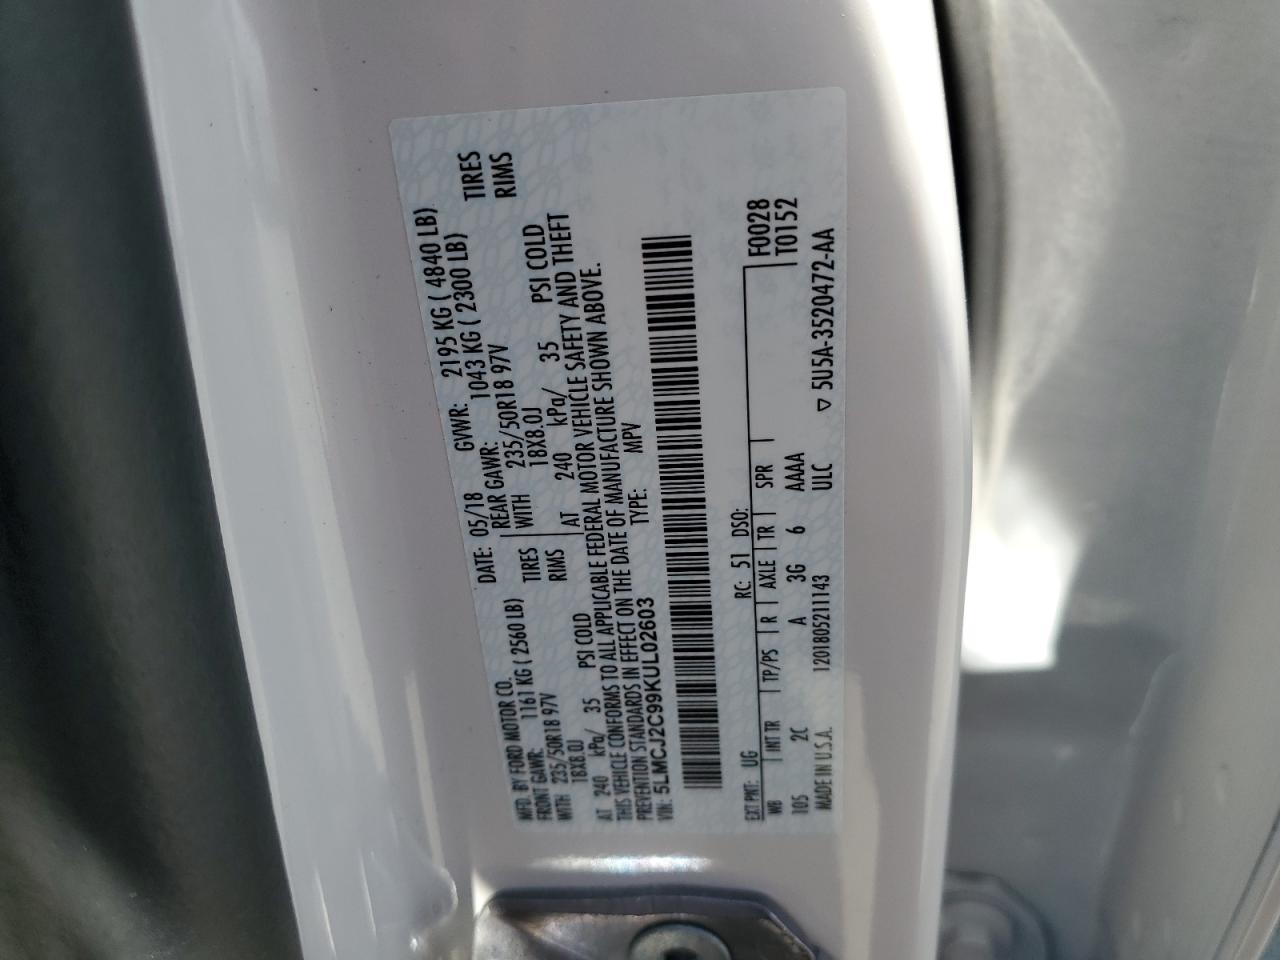 MFD. BY FORD MOTOR CO.
DATE: 05/18 GVWR: 2195 KG ( 4840 LB)
FRONT GAWR: 1161 KG ( 2560 LB) REAR GAWR: 1043 KG ( 2300 LB)
WITH 235/50R18 97V TIRES WITH 235/50R18 97V TIRES
18X8.0J RIMS 18X8.0J RIMS
AT 240 kPa/ 35 PSI COLD AT 240 kPa/ 35 PSI COLD
THIS VEHICLE CONFORMS TO ALL APPLICABLE FEDERAL MOTOR VEHICLE SAFETY AND THEFT
PREVENTION STANDARDS IN EFFECT ON THE DATE OF MANUFACTURE SHOWN ABOVE.
VIN: 5LMCJ2C99KUL02603 TYPE: MPV
EXT PNT: UG RC: 51 DSO: F0028
WB INT TR TP/PS R AXLE TR SPR T0152
105 2C A 3G 6 AAAA
MADE IN U.S.A. 1201805211143 ULC ▽ 5U5A-3520472-AA